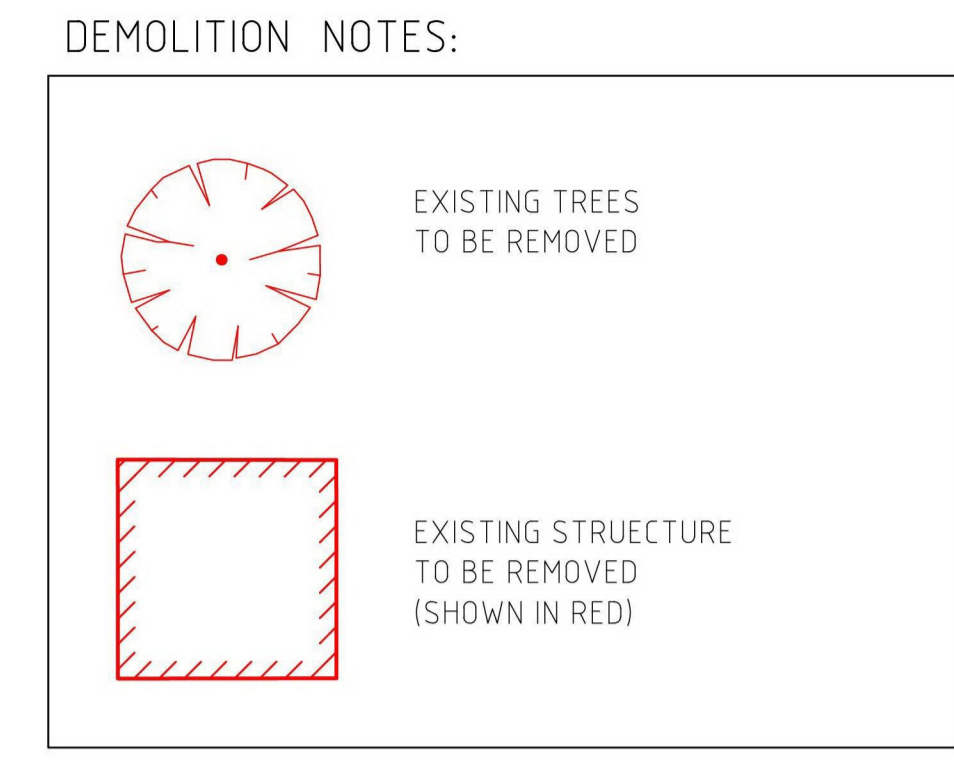 DEMOLITION NOTES:
EXISTING TREES
TO BE REMOVED
EXISTING STRUECTURE
TO BE REMOVED
(SHOWN IN RED)